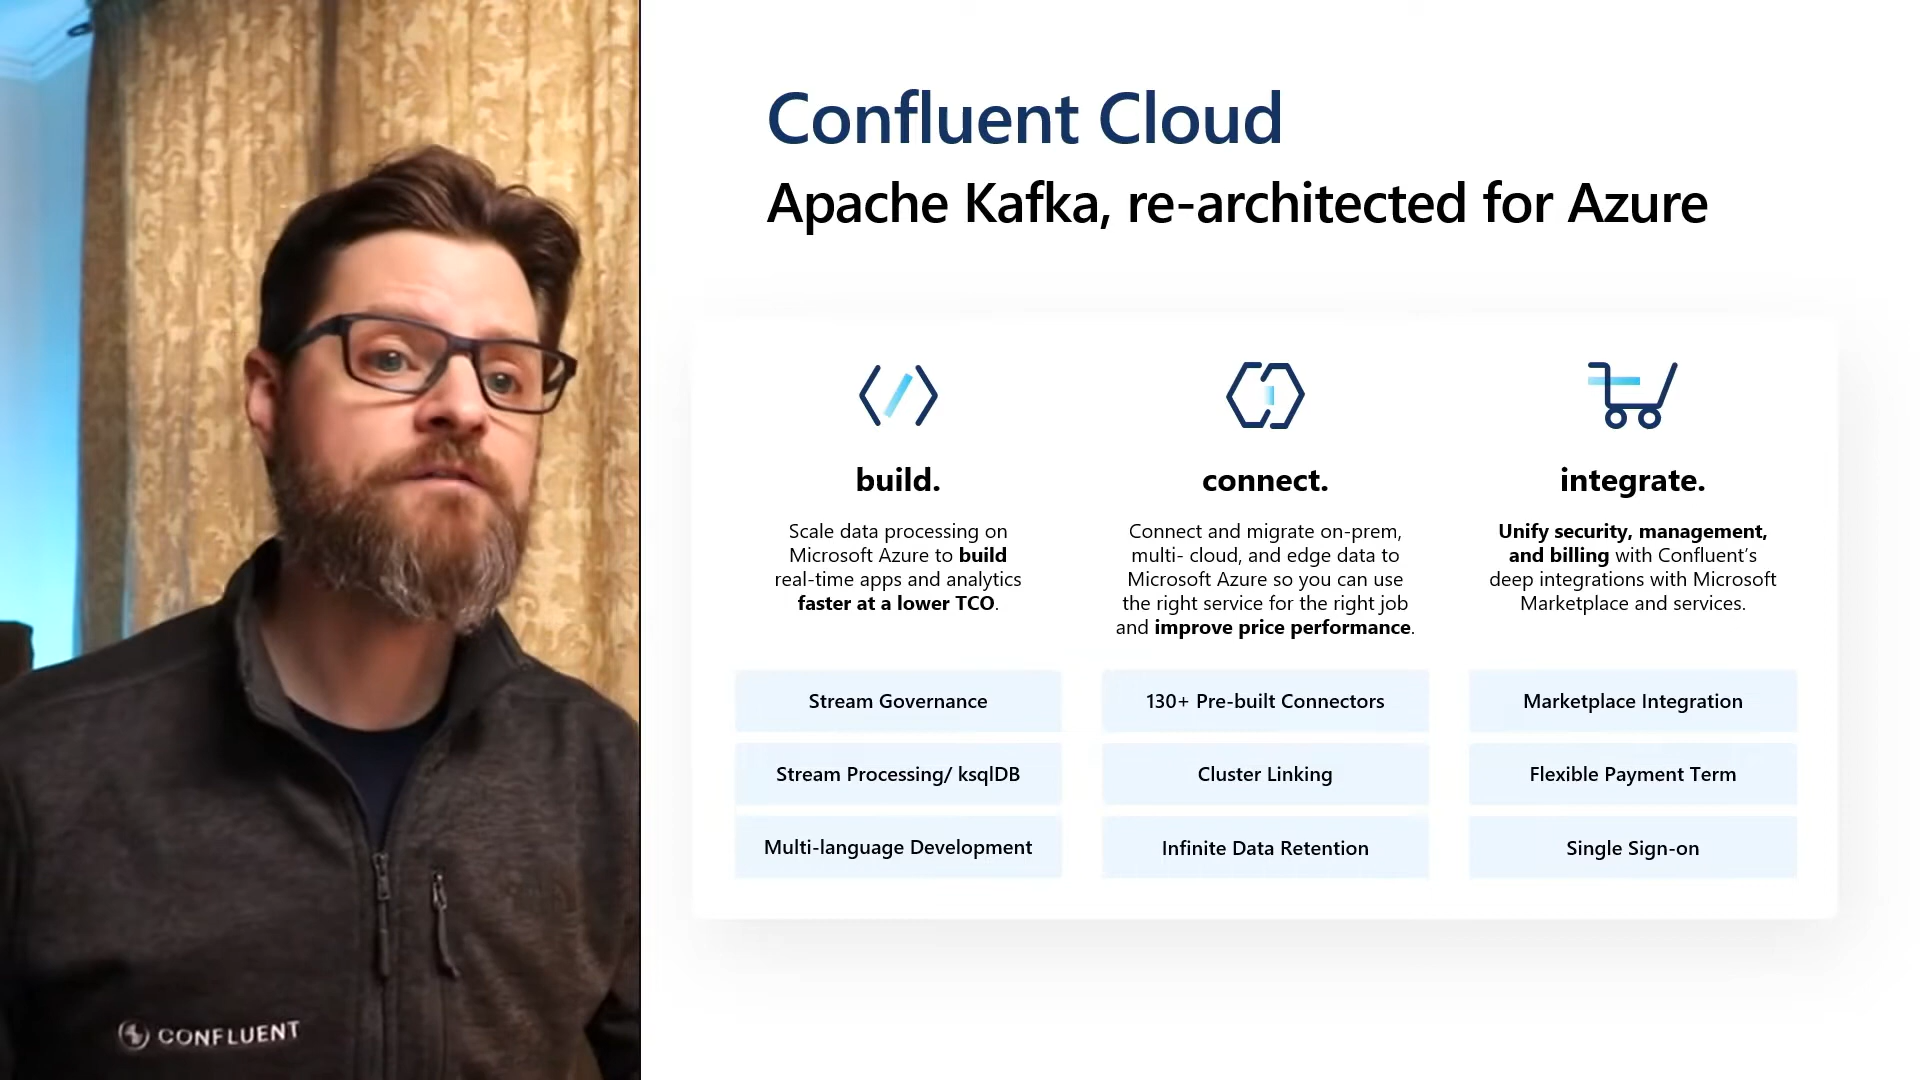 Confluent Cloud
Apache Kafka, re-architected for Azure
build.
Scale data processing on
Microsoft Azure to build
real-time apps and analytics
faster at a lower TCO.
Stream Governance
Stream Processing/ ksqlDB
Multi-language Development
connect.
Connect and migrate on-prem,
multi- cloud, and edge data to
Microsoft Azure so you can use
the right service for the right job
and improve price performance.
130+ Pre-built Connectors
Cluster Linking
Infinite Data Retention
integrate.
Unify security, management,
and billing with Confluent’s
deep integrations with Microsoft
Marketplace and services.
Marketplace Integration
Flexible Payment Term
Single Sign-on
CONFLUENT